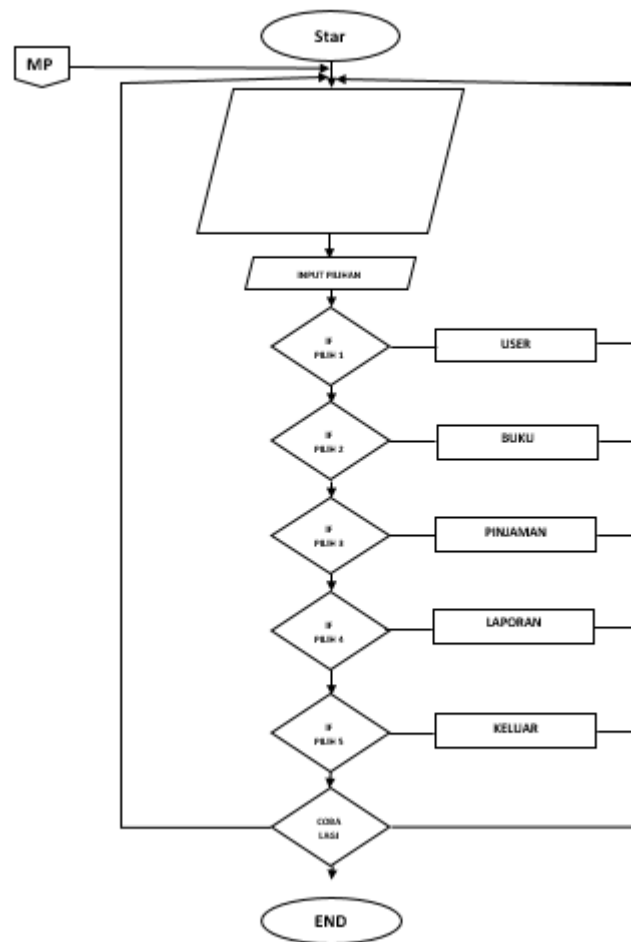 Star
MP
INPUT PILIHAN
IF
PILIH 1
USER
IF
PILIH 2
BUKU
IF
PILIH 3
PINJAMAN
IF
PILIH 4
LAPORAN
IF
PILIH 5
KELUAR
COBA
LAGI
END